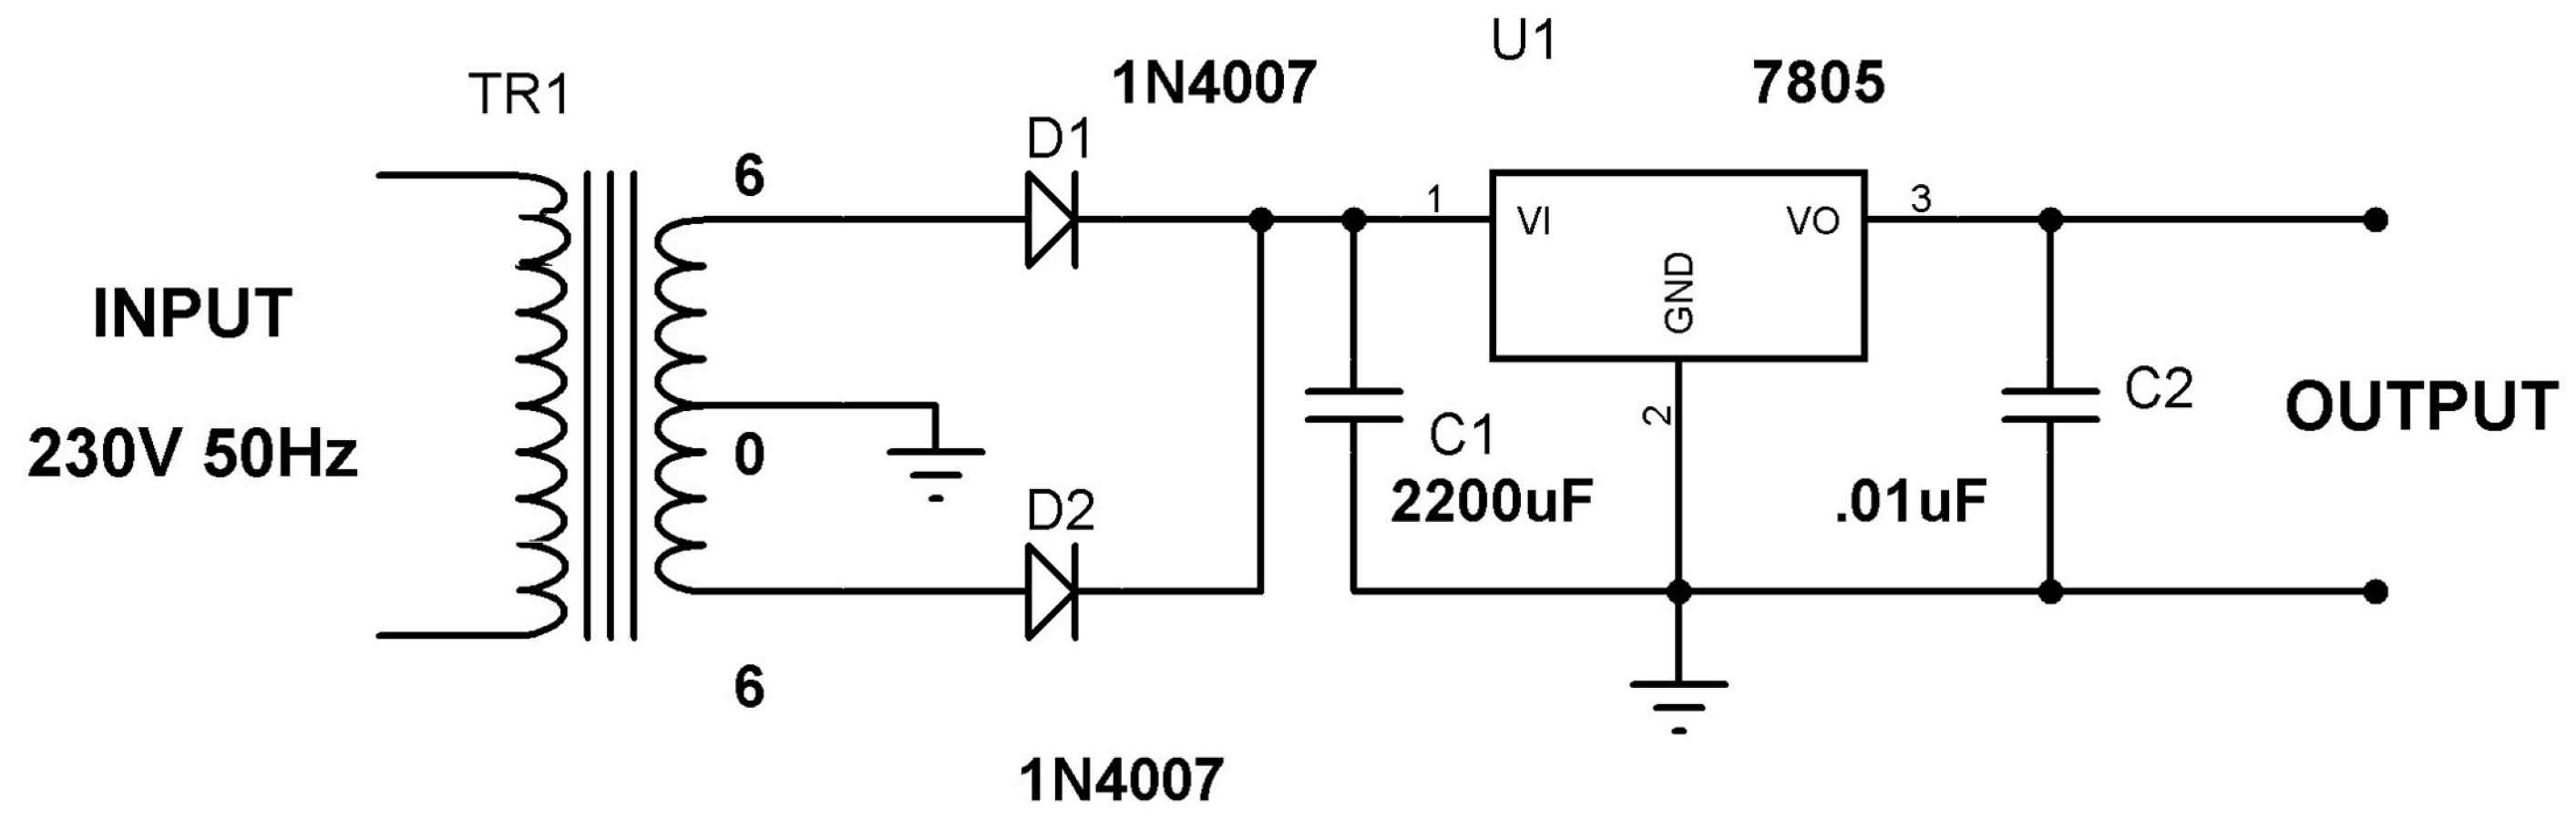 U1
1N4007
7805
TR1
D1
6
1
3
VI
VO
GND
INPUT
C2
OUTPUT
2
C1
230V 50Hz
0
D2
2200uF
.01uF
6
1N4007